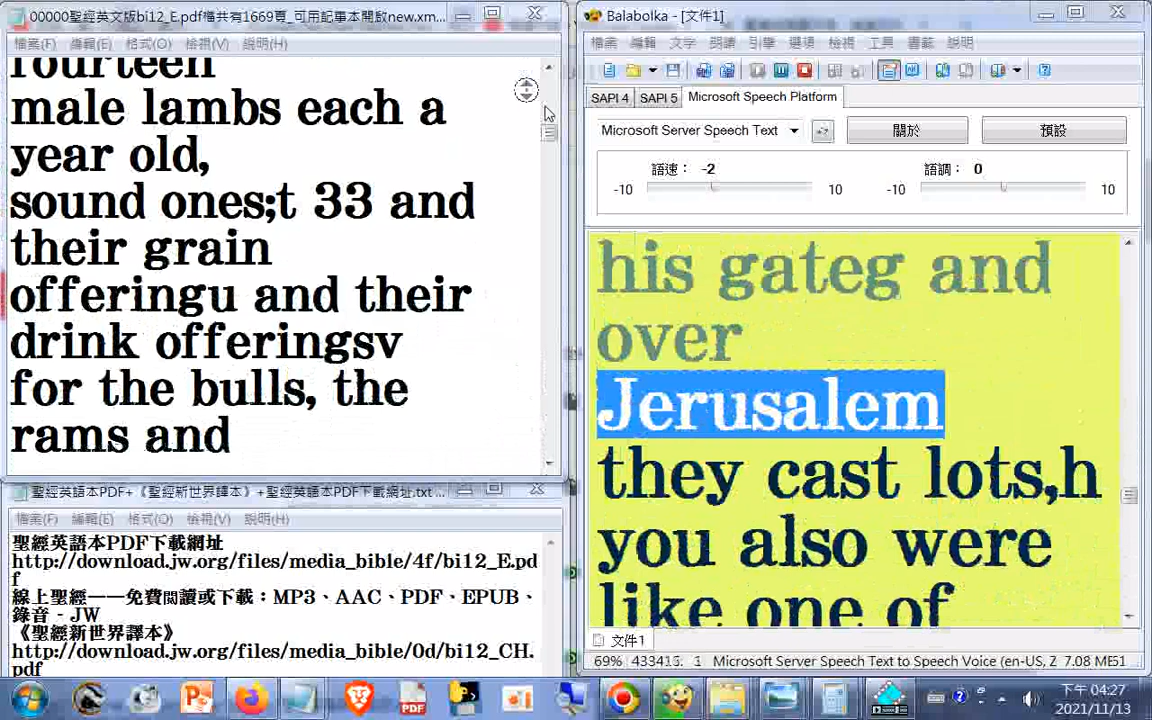 00000聖經英文版bi12_E.pdf檔共有1669頁_可用記事本開啟new.xm...
檔案(F) 編輯(E) 格式(O) 檢視(V) 說明(H)
fourteen
male lambs each a
year old,
sound ones;t 33 and
their grain
offeringu and their
drink offeringsv
for the bulls, the
rams and
聖經英語本PDF+《聖經新世界譯本》+聖經英語本PDF下載網址.txt ...
檔案(F) 編輯(E) 格式(O) 檢視(V) 說明(H)
聖經英語本PDF下載網址
http://download.jw.org/files/media_bible/4f/bi12_E.pd
f
線上聖經——免費閱讀或下載：MP3、AAC、PDF、EPUB、
錄音 - JW
《聖經新世界譯本》
http://download.jw.org/files/media_bible/0d/bi12_CH.
pdf
Balabolka - [文件1]
檔案 編輯 文字 朗讀 引擎 選項 檢視 工具 書籤 說明
SAPI 4 SAPI 5 Microsoft Speech Platform
Microsoft Server Speech Text 關於 預設
語速： -2 語調： 0
-10 10 -10 10
his gateg and
over
Jerusalem
they cast lots,h
you also were
like one of
文件1
69% 433415: 1 Microsoft Server Speech Text to Speech Voice (en-US, Z 7.08 ME51
PDF
下午 04:27
2021/11/13